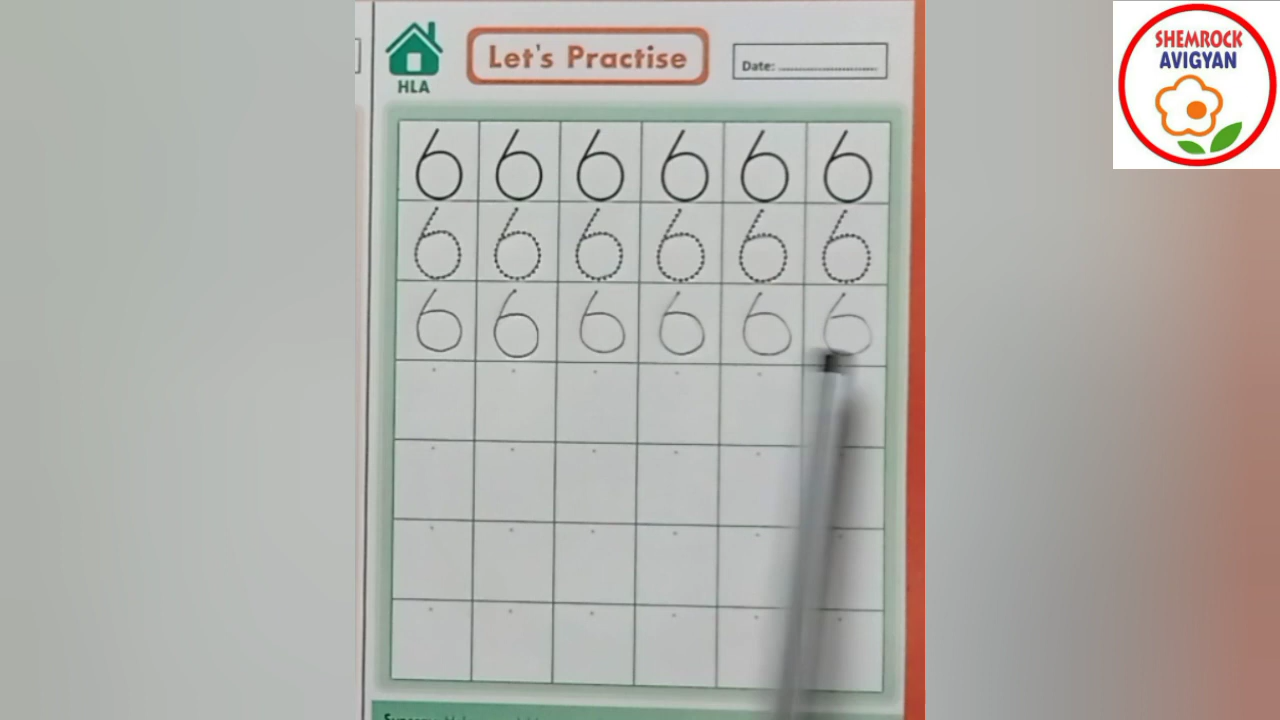 SHEMROCK
AVIGYAN
HLA
Let's Practise
Date:
6 6 6 6 6 6
6 6 6 6 6 6
6 6 6 6 6 6